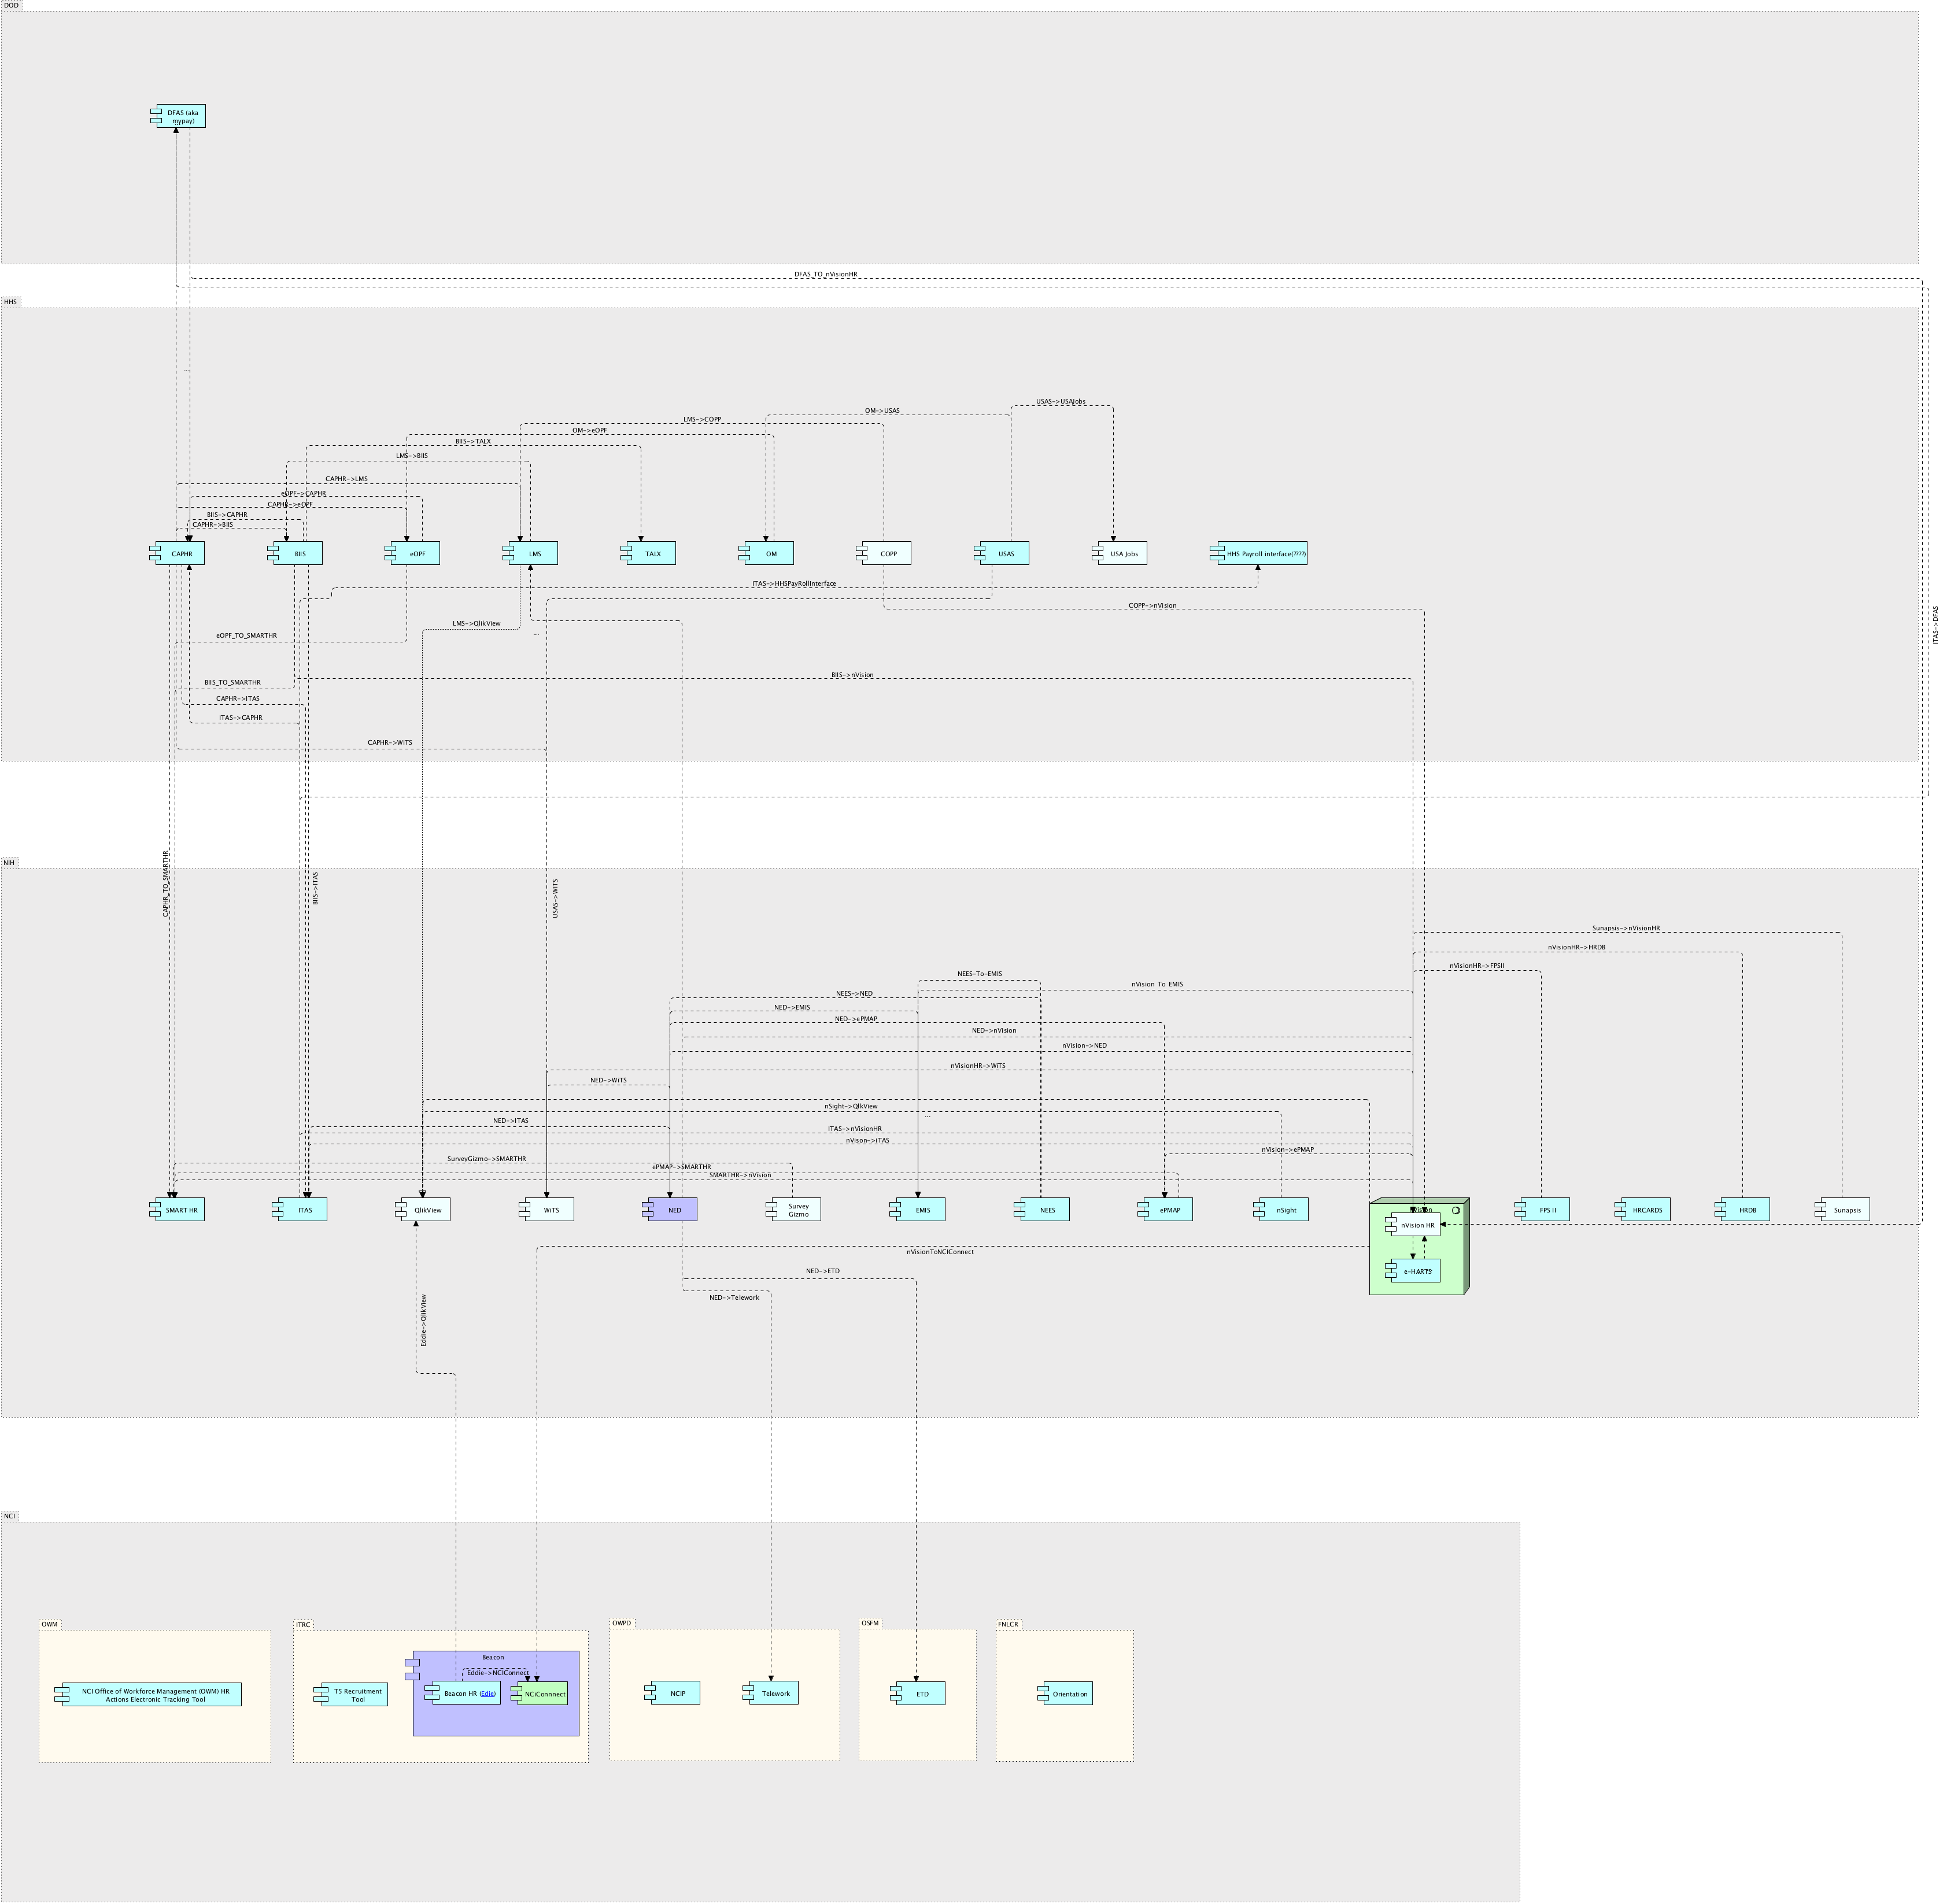 DOD
DFAS (aka
mypay)
DFAS_TO_nVisionHR
HHS
...
USAS->USAJobs
OM->USAS
LMS->COPP
OM->eOPF
BIIS->TALX
LMS->BIIS
CAPHR->LMS
eOPF->CAPHR
CAPHR->eOPF
BIIS->CAPHR
CAPHR->BIIS
CAPHR
BIIS
eOPF
LMS
TALX
OM
COPP
USAS
USA Jobs
HHS Payroll interface(????)
ITAS->HHSPayRollInterface
COPP->nVision
LMS->QlikView
...
eOPF_TO_SMARTHR
ITAS->DFAS
BIIS->nVision
BIIS_TO_SMARTHR
CAPHR->ITAS
ITAS->CAPHR
CAPHR->WiTS
NIH
CAPHR_TO_SMARTHR
BIIS->ITAS
USAS->WiTS
Sunapsis->nVisionHR
nVisionHR->HRDB
nVisionHR->FPSII
NEES-To-EMIS
nVision To EMIS
NEES->NED
NED->EMIS
NED->ePMAP
NED->nVision
nVision->NED
nVisionHR->WiTS
NED->WiTS
nSight->QlkView
...
NED->ITAS
ITAS->nVisionHR
nVison->iTAS
nVision->ePMAP
SurveyGizmo->SMARTHR
ePMAP->SMARTHR
SMARTHR->nVision
SMART HR
ITAS
QlikView
WiTS
NED
Survey
Gizmo
EMIS
NEES
ePMAP
nSight
nVision
nVision HR
e-HARTS
FPS II
HRCARDS
HRDB
Sunapsis
nVisionToNCIConnect
NED->ETD
NED->Telework
Eddie->QlikView
NCI
OWM
NCI Office of Workforce Management (OWM) HR
Actions Electronic Tracking Tool
ITRC
TS Recruitment
Tool
Beacon
Eddie->NCIConnect
Beacon HR (Edie)
NCIConnnect
OWPD
NCIP
Telework
OSFM
ETD
FNLCR
Orientation